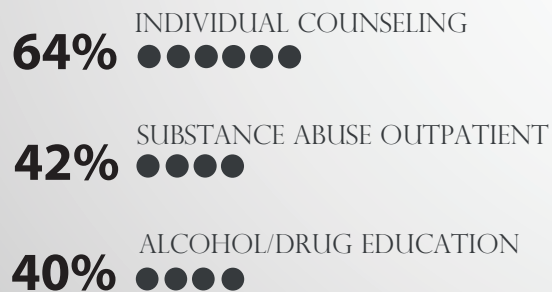 INDIVIDUAL COUNSELING
64%
SUBSTANCE ABUSE OUTPATIENT
42%
ALCOHOL/DRUG EDUCATION
40%